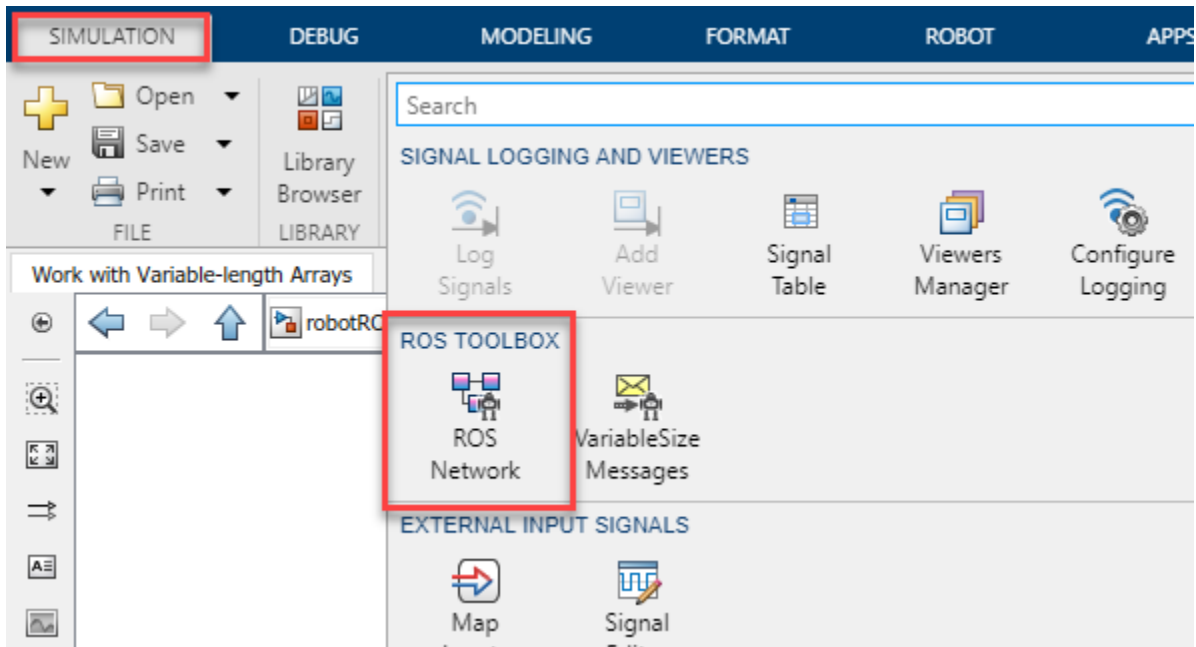 SIMULATION DEBUG MODELING FORMAT ROBOT APPS
New
Open
Save
Print
FILE
Library
Browser
LIBRARY
Search
SIGNAL LOGGING AND VIEWERS
Log
Signals
Add
Viewer
Signal
Table
Viewers
Manager
Configure
Logging
Work with Variable-length Arrays
robotRO
ROS TOOLBOX
ROS
Network
VariableSize
Messages
EXTERNAL INPUT SIGNALS
Map
Signal